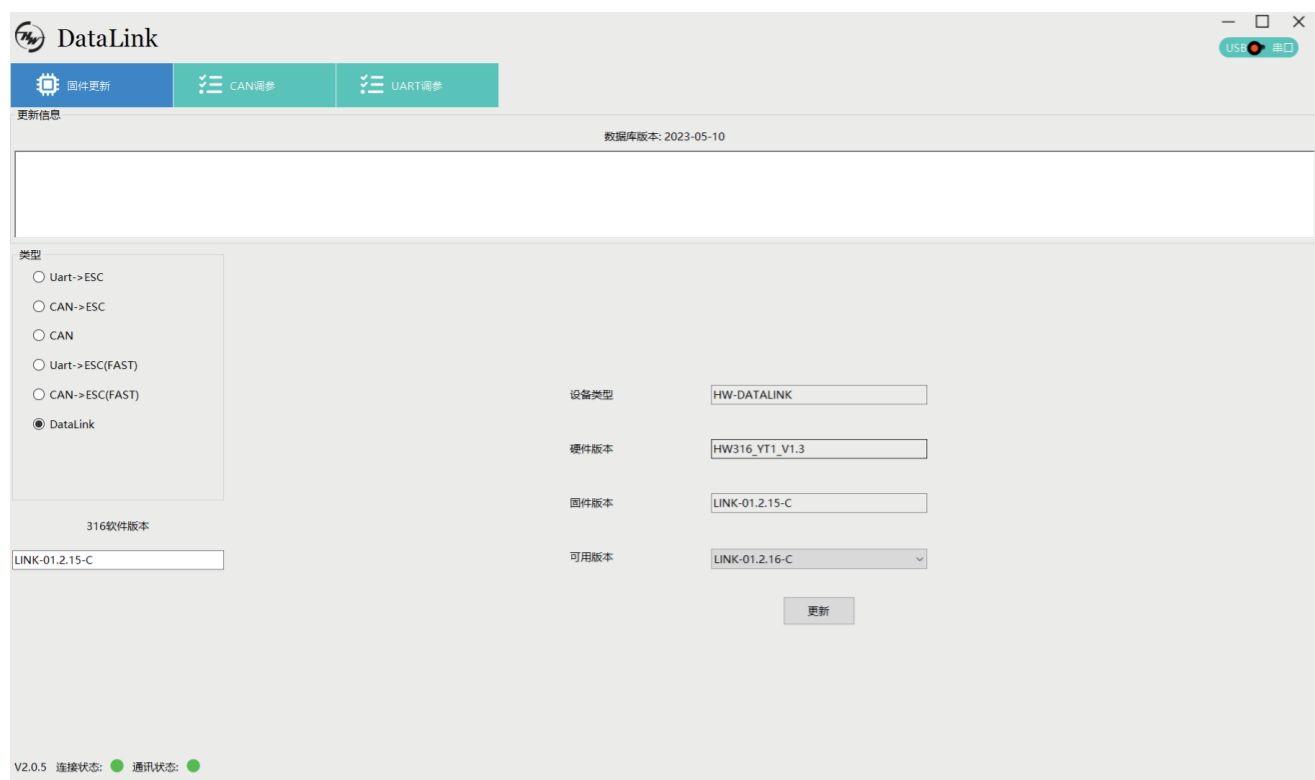 DataLink
USB 串口
固件更新 CAN调参 UART调参
更新信息
数据库版本: 2023-05-10
类型
Uart->ESC
CAN->ESC
CAN
Uart->ESC(FAST)
CAN->ESC(FAST)
DataLink
设备类型 HW-DATALINK
硬件版本 HW316_YT1_V1.3
固件版本 LINK-01.2.15-C
316软件版本
可用版本 LINK-01.2.16-C
LINK-01.2.15-C
更新
V2.0.5 连接状态: 通讯状态: